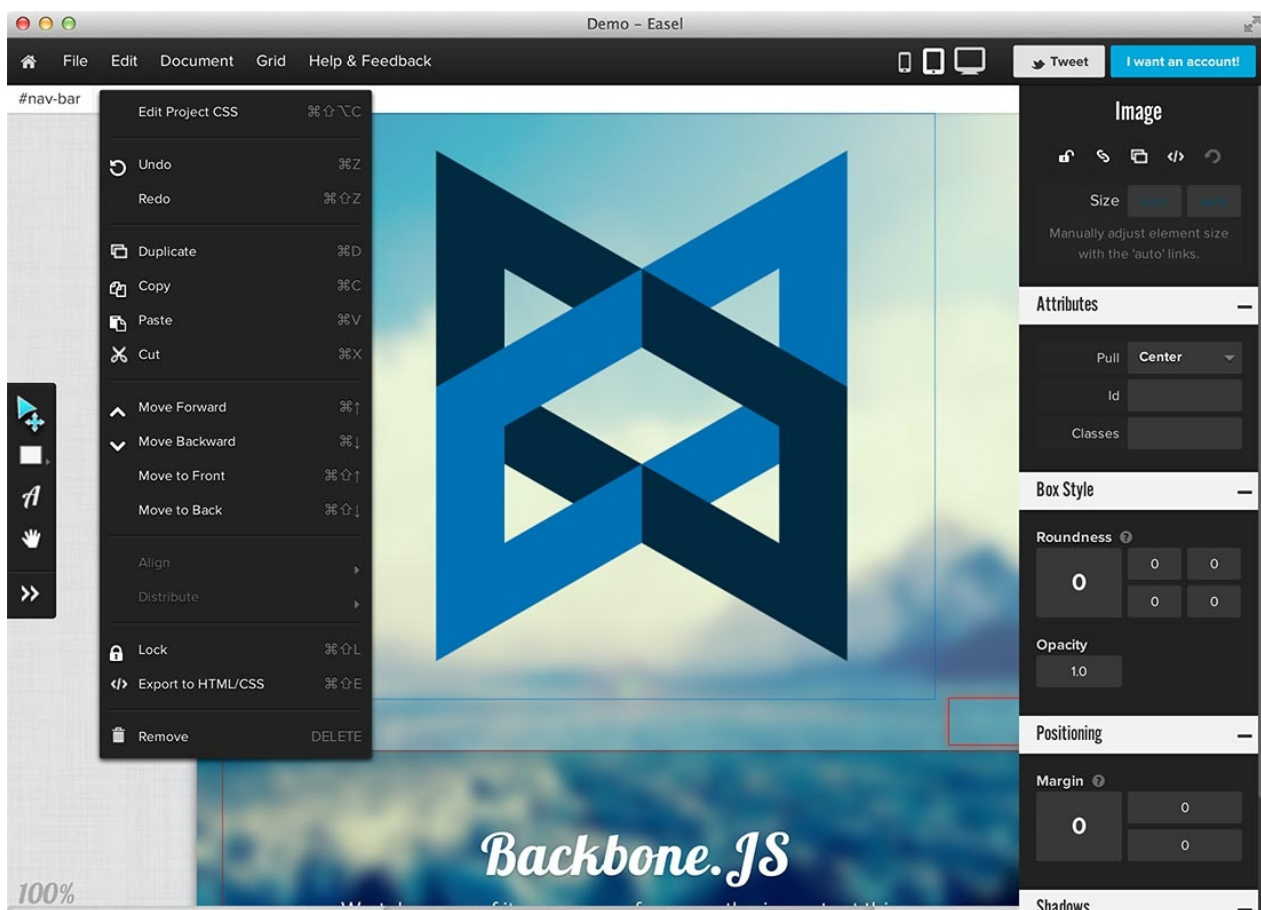 Demo – Easel
File Edit Document Grid Help & Feedback
Tweet
I want an account!
#nav-bar
Edit Project CSS ⌘⇧⌥C
Undo ⌘Z
Redo ⌘⇧Z
Duplicate ⌘D
Copy ⌘C
Paste ⌘V
Cut ⌘X
Move Forward ⌘↑
Move Backward ⌘↓
Move to Front ⌘⇧↑
Move to Back ⌘⇧↓
Align
Distribute
Lock ⌘⇧L
Export to HTML/CSS ⌘⇧E
Remove DELETE
A
100%
Backbone.JS
Image
Size
Manually adjust element size
with the 'auto' links.
Attributes
Pull Center
Id
Classes
Box Style
Roundness ?
0 0 0
0 0
Opacity
1.0
Positioning
Margin ?
0 0
0
Shadows